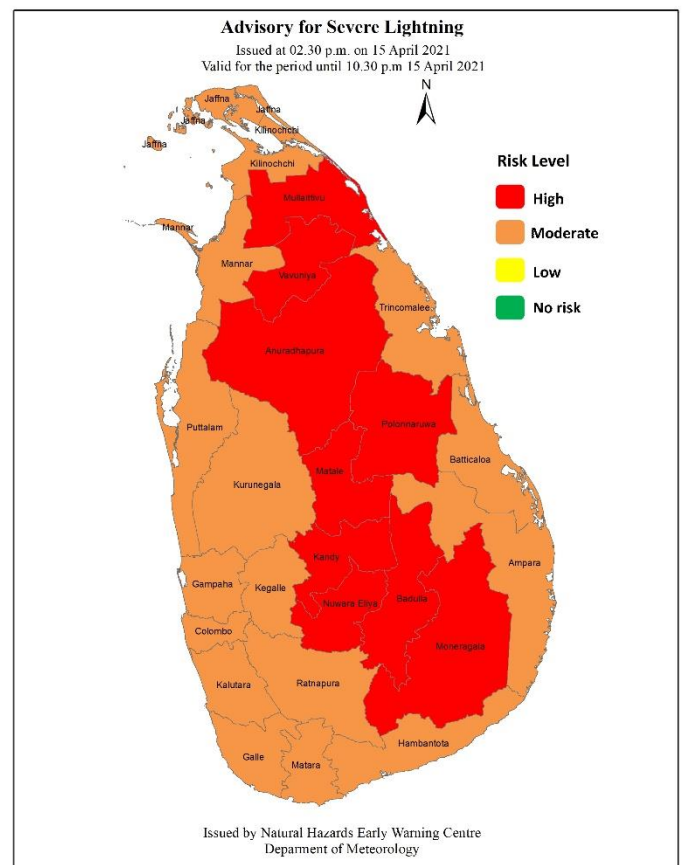 Advisory for Severe Lightning
Issued at 02.30 p.m. on 15 April 2021
Valid for the period until 10.30 p.m 15 April 2021
N
Jaffna
Jaffna
Jaffna
Kilinochchi
Jaffna
Kilinochchi
Risk Level
High
Moderate
Low
No risk
Mullaithivu
Mannar
Mannar
Vavuniya
Trincomalee
Anuradhapura
Polonnaruwa
Puttalam
Batticaloa
Matale
Kurunegala
Kandy
Ampara
Gampaha
Kegalle
Badulla
Nuwara Eliya
Colombo
Moneragala
Kalutara
Ratnapura
Hambantota
Galle
Matara
Issued by Natural Hazards Early Warning Centre
Deparment of Meteorology